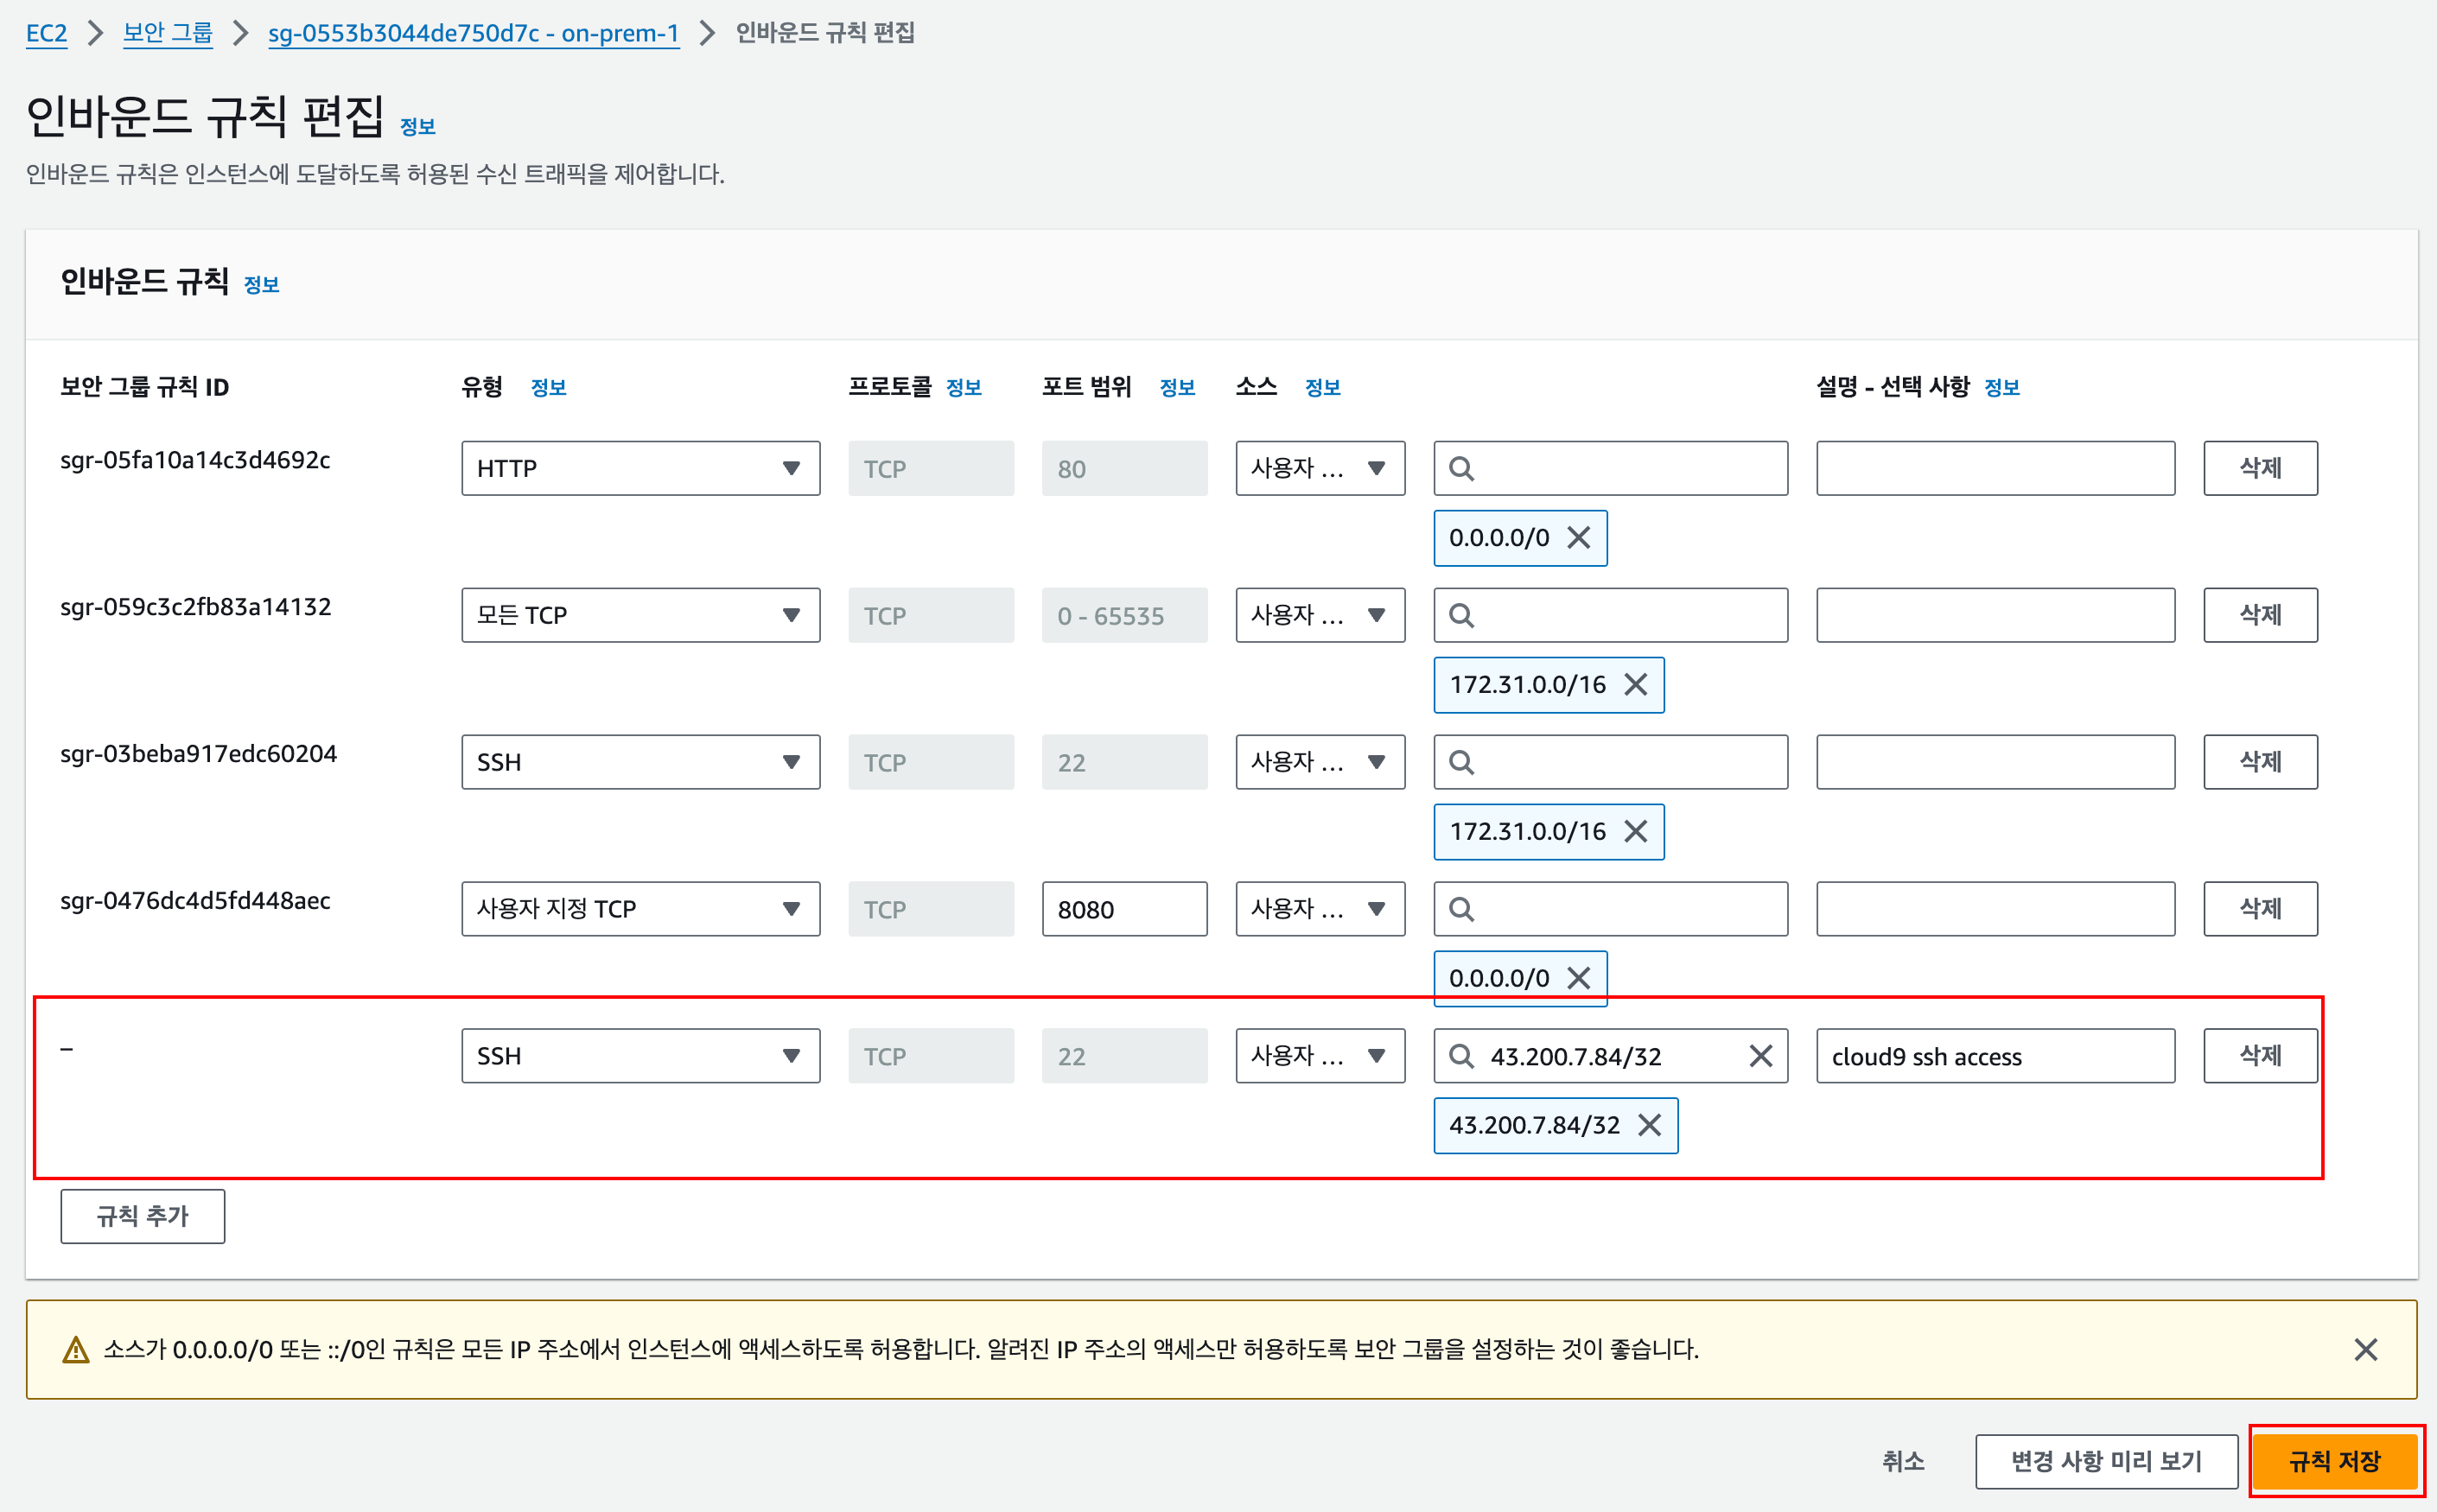 EC2 > 보안 그룹 > sg-0553b3044de750d7c - on-prem-1 > 인바운드 규칙 편집
인바운드 규칙 편집 정보
인바운드 규칙은 인스턴스에 도달하도록 허용된 수신 트래픽을 제어합니다.
인바운드 규칙 정보
보안 그룹 규칙 ID 유형 정보 프로토콜 정보 포트 범위 정보 소스 정보 설명 - 선택 사항 정보
sgr-05fa10a14c3d4692c HTTP TCP 80 사용자 ... 삭제
0.0.0.0/0
sgr-059c3c2fb83a14132 모든 TCP TCP 0 - 65535 사용자 ... 삭제
172.31.0.0/16
sgr-03beba917edc60204 SSH TCP 22 사용자 ... 삭제
172.31.0.0/16
sgr-0476dc4d5fd448aec 사용자 지정 TCP TCP 8080 사용자 ... 삭제
0.0.0.0/0
– SSH TCP 22 사용자 ... 43.200.7.84/32 cloud9 ssh access 삭제
43.200.7.84/32
규칙 추가
소스가 0.0.0.0/0 또는 ::/0인 규칙은 모든 IP 주소에서 인스턴스에 액세스하도록 허용합니다. 알려진 IP 주소의 액세스만 허용하도록 보안 그룹을 설정하는 것이 좋습니다.
취소 변경 사항 미리 보기 규칙 저장